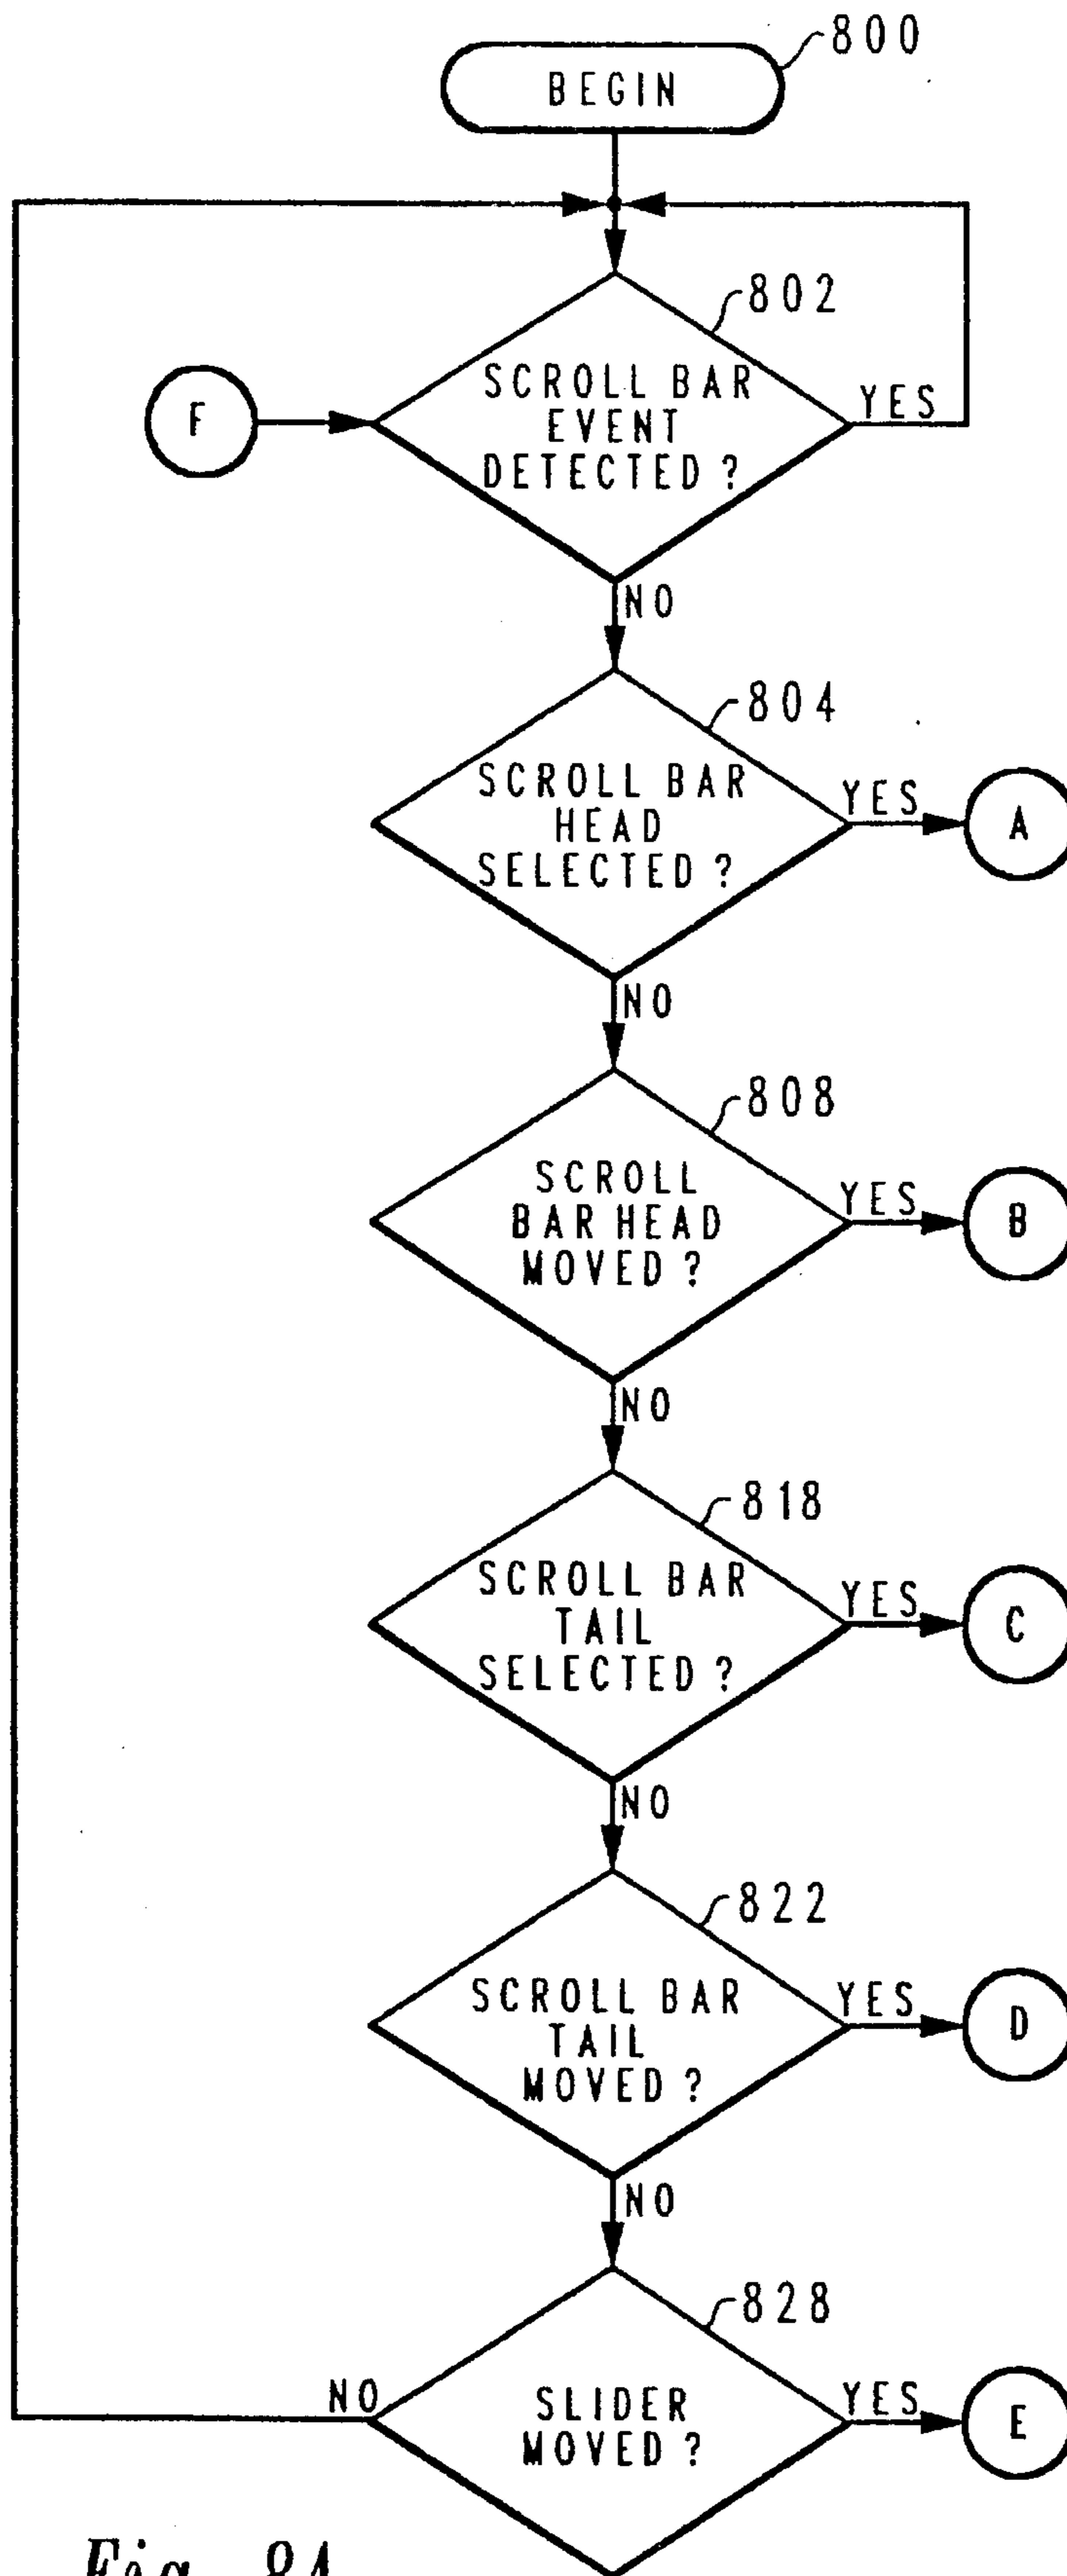 800
BEGIN
802
SCROLL BAR
EVENT
DETECTED ?
YES
F
NO
804
SCROLL BAR
HEAD
SELECTED ?
YES
A
NO
808
SCROLL
BAR HEAD
MOVED ?
YES
B
NO
818
SCROLL BAR
TAIL
SELECTED ?
YES
C
NO
822
SCROLL BAR
TAIL
MOVED ?
YES
D
NO
828
SLIDER
MOVED ?
NO
YES
E
Fig. 8A